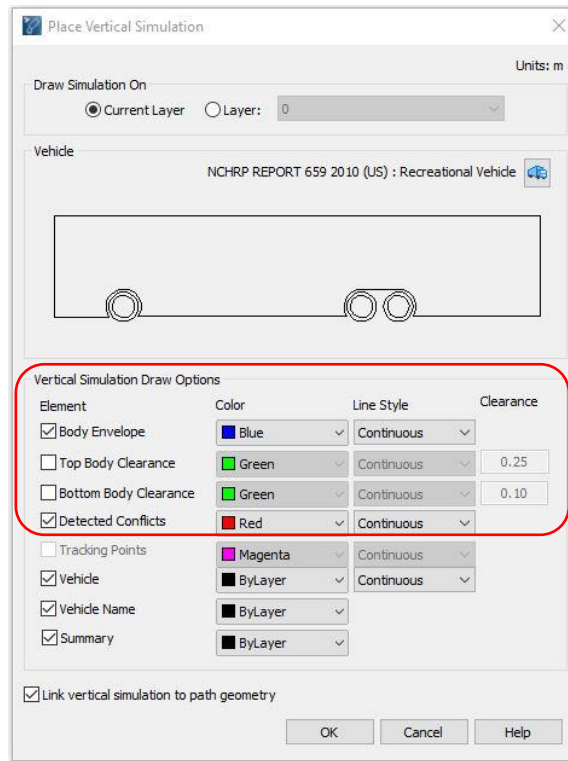 Place Vertical Simulation
Units: m
Draw Simulation On
Current Layer Layer: 0
Vehicle
NCHRP REPORT 659 2010 (US) : Recreational Vehicle
Vertical Simulation Draw Options
Element Color Line Style Clearance
Body Envelope Blue Continuous
Top Body Clearance Green Continuous 0.25
Bottom Body Clearance Green Continuous 0.10
Detected Conflicts Red Continuous
Tracking Points Magenta Continuous
Vehicle ByLayer Continuous
Vehicle Name ByLayer
Summary ByLayer
Link vertical simulation to path geometry
OK Cancel Help